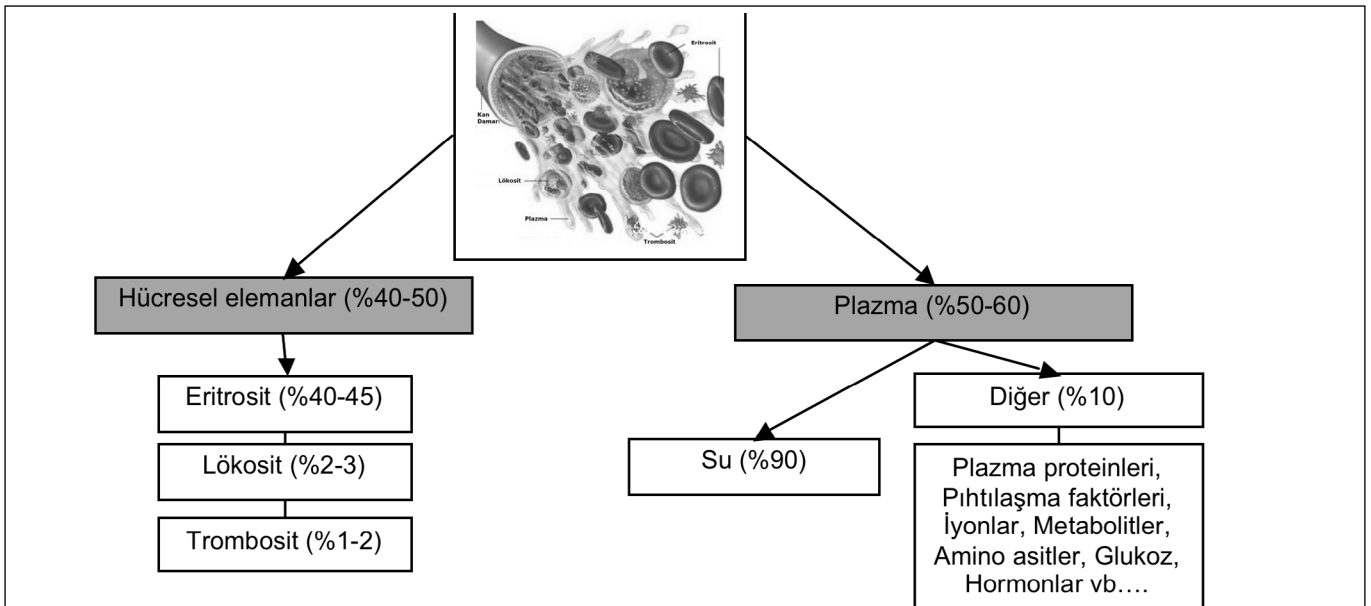 Eritrosit
Kan
Damarı
Lökosit
Plazma
Trombosit
Hücresel elemanlar (%40-50)
Eritrosit (%40-45)
Lökosit (%2-3)
Trombosit (%1-2)
Plazma (%50-60)
Su (%90)
Diğer (%10)
Plazma proteinleri,
Pıhtılaşma faktörleri,
İyonlar, Metabolitler,
Amino asitler, Glukoz,
Hormonlar vb….